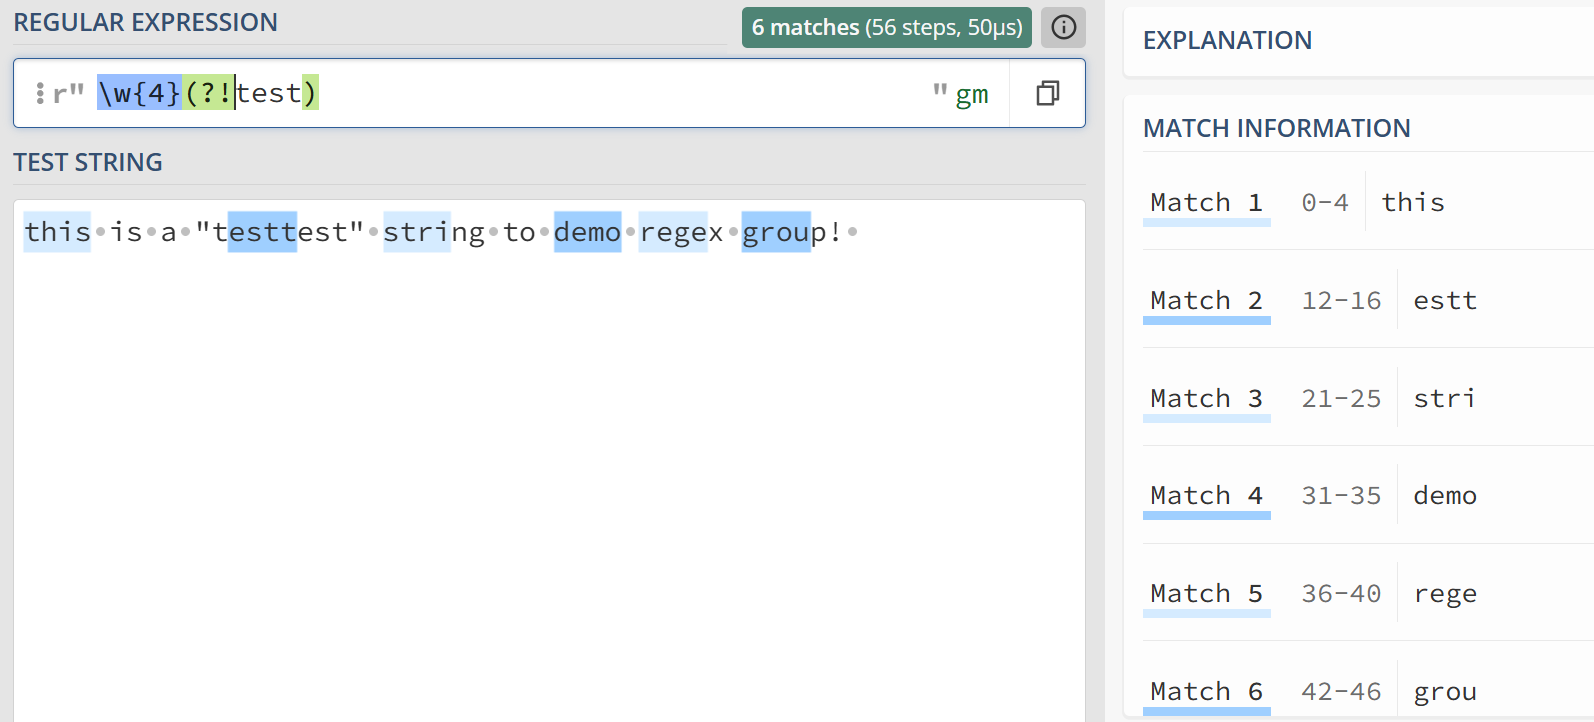 REGULAR EXPRESSION
6 matches (56 steps, 50μs)
r" \w{4}(?!test) " gm
TEST STRING
this is a "testtest" string to demo regex group!
EXPLANATION
MATCH INFORMATION
Match 1 0-4 this
Match 2 12-16 estt
Match 3 21-25 stri
Match 4 31-35 demo
Match 5 36-40 rege
Match 6 42-46 grou